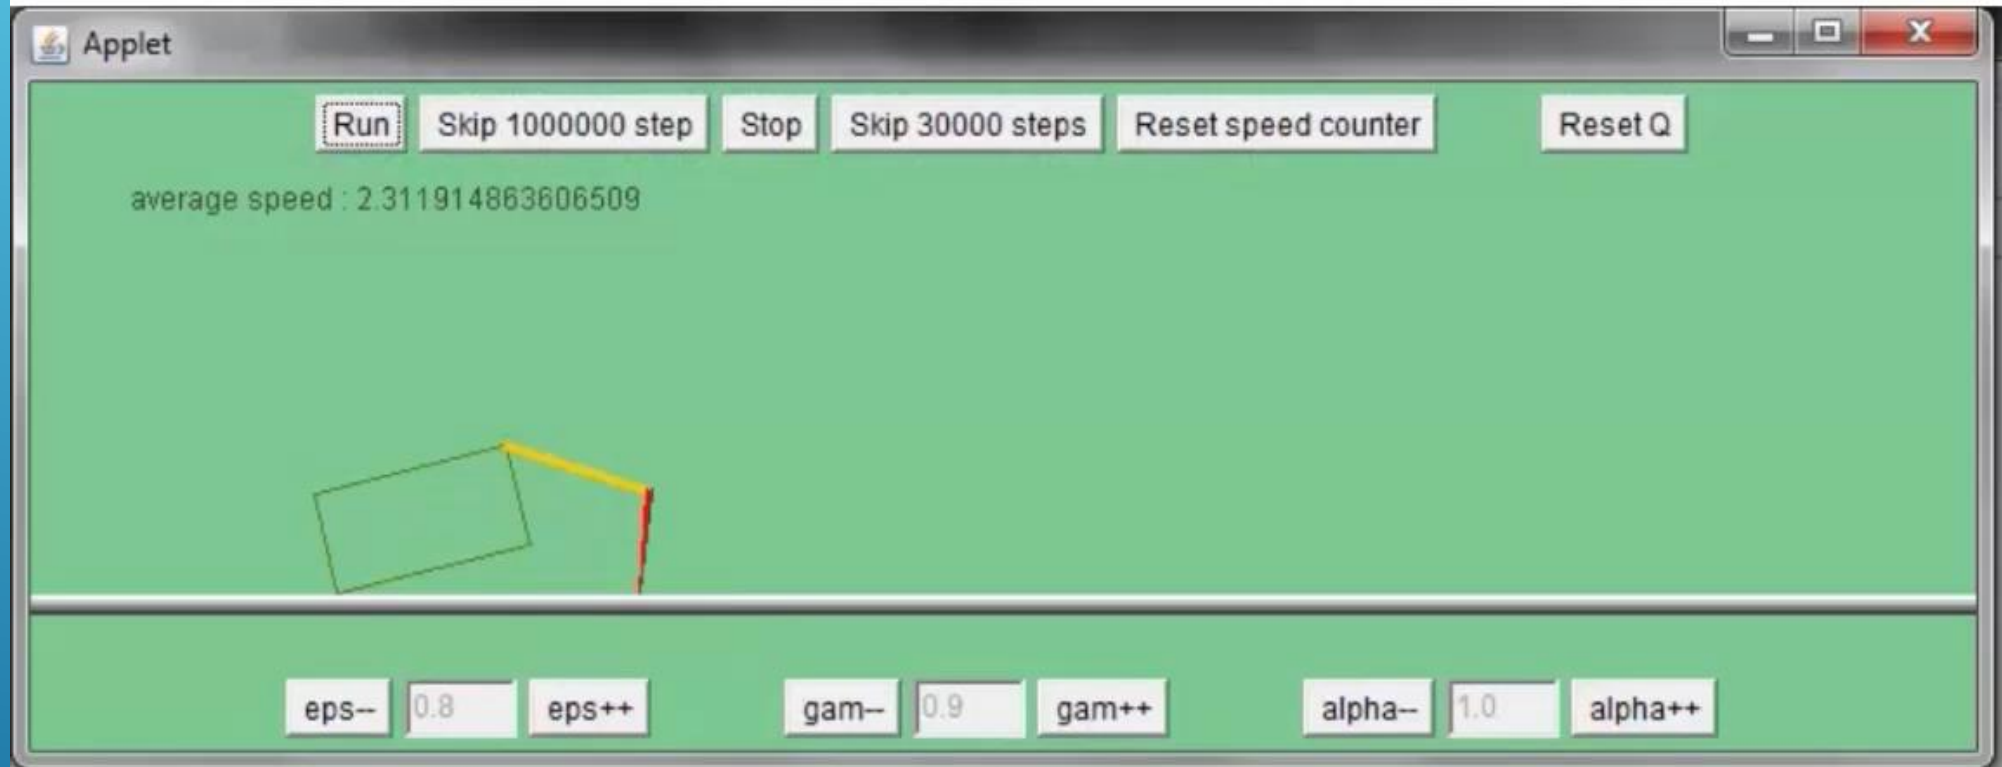 Applet
Run Skip 1000000 step Stop Skip 30000 steps Reset speed counter Reset Q
average speed : 2.311914863606509
eps-- 0.8 eps++ gam-- 0.9 gam++ alpha-- 1.0 alpha++